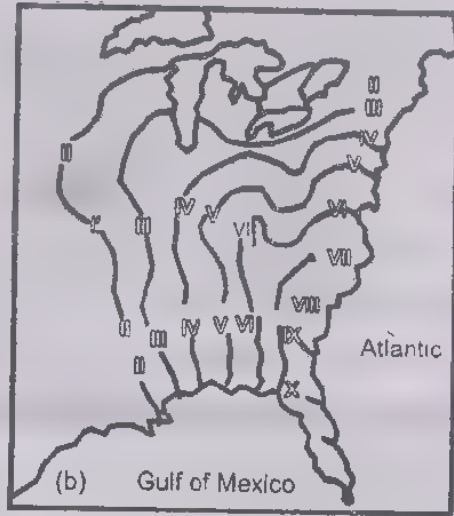 II
III
IV
II V
IV V VI
III VI
VII
VIII
II III IV V VI IX
Atlantic
II
X
(b) Gulf of Mexico